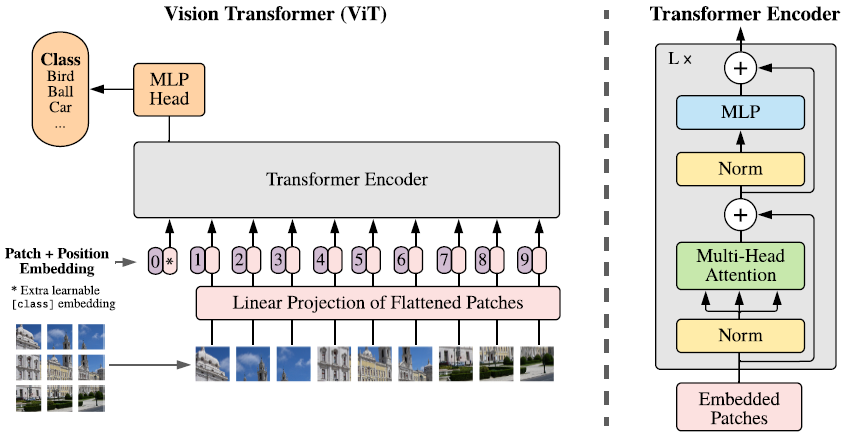 Vision Transformer (ViT)
Class
Bird
Ball
Car
...
MLP
Head
Transformer Encoder
Patch + Position
Embedding
0 * 1 2 3 4 5 6 7 8 9
* Extra learnable
[class] embedding
Linear Projection of Flattened Patches
Transformer Encoder
L ×
+
MLP
Norm
+
Multi-Head
Attention
Norm
Embedded
Patches